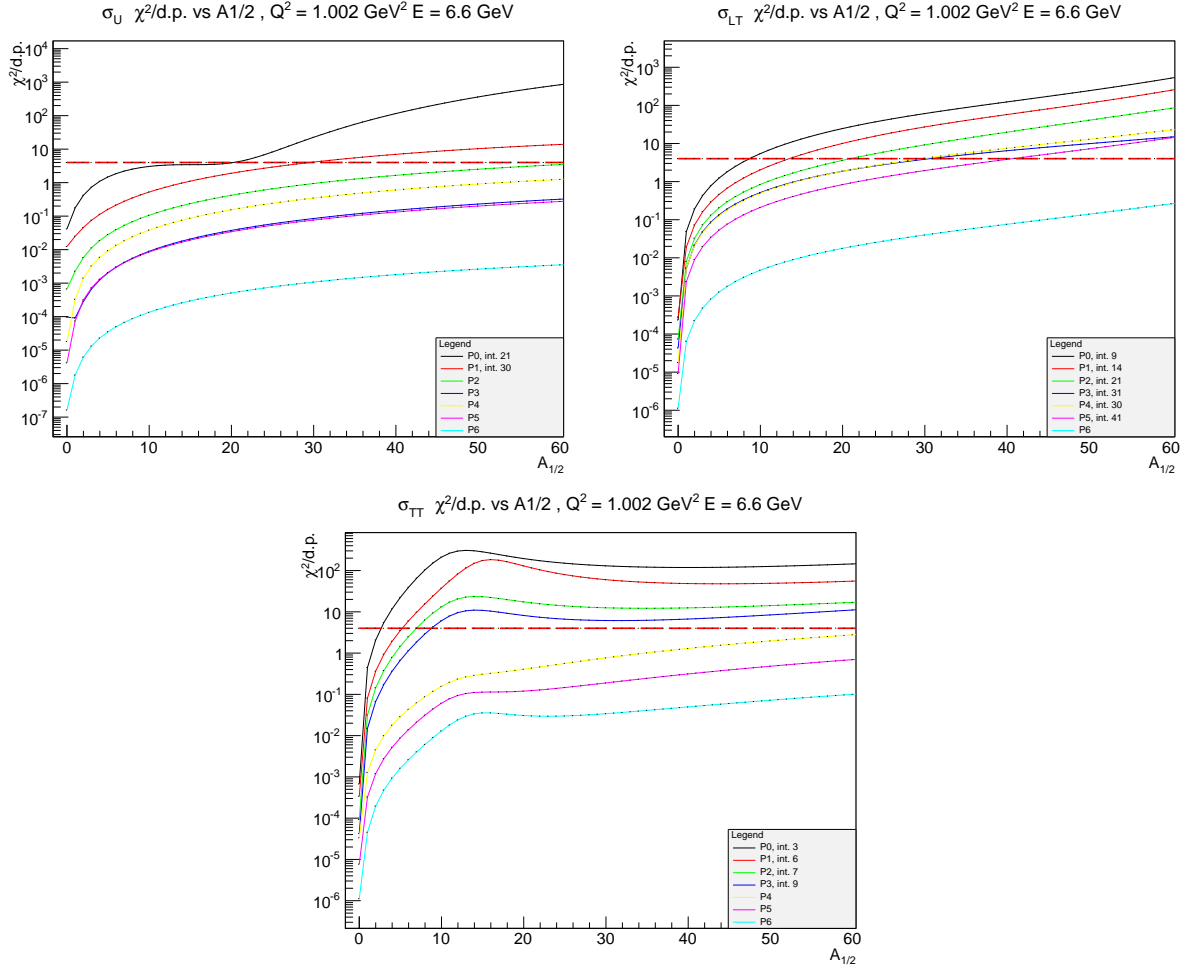 σU χ2/d.p. vs A1/2 , Q2 = 1.002 GeV2 E = 6.6 GeV
χ2/d.p.
104
103
102
10
1
10-1
10-2
10-3
10-4
10-5
10-6
10-7
Legend
P0, int. 21
P1, int. 30
P2
P3
P4
P5
P6
0 10 20 30 40 50 60
A1/2
σLT χ2/d.p. vs A1/2 , Q2 = 1.002 GeV2 E = 6.6 GeV
χ2/d.p.
103
102
10
1
10-1
10-2
10-3
10-4
10-5
10-6
Legend
P0, int. 9
P1, int. 14
P2, int. 21
P3, int. 31
P4, int. 30
P5, int. 41
P6
0 10 20 30 40 50 60
A1/2
σTT χ2/d.p. vs A1/2 , Q2 = 1.002 GeV2 E = 6.6 GeV
χ2/d.p.
102
10
1
10-1
10-2
10-3
10-4
10-5
10-6
Legend
P0, int. 3
P1, int. 6
P2, int. 7
P3, int. 9
P4
P5
P6
0 10 20 30 40 50 60
A1/2